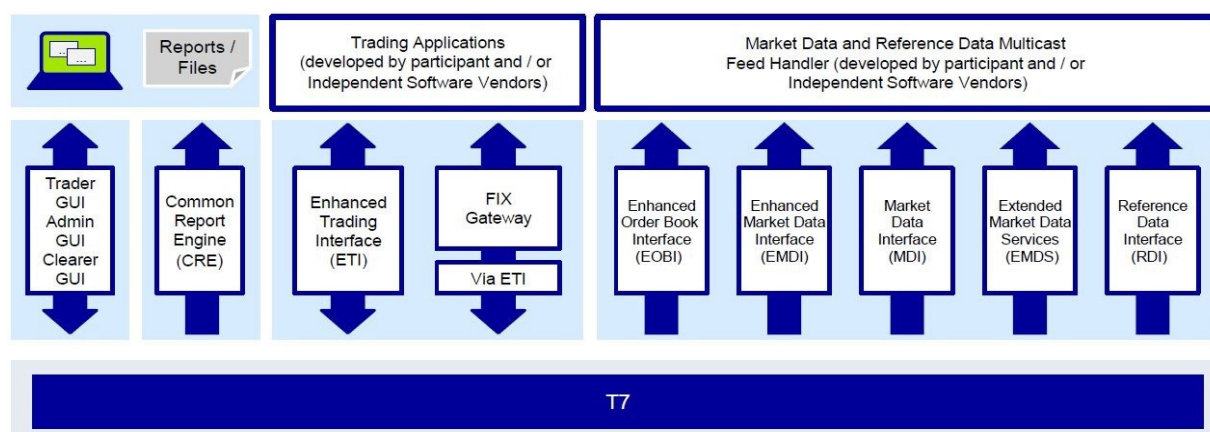 ...
...
Reports /
Files
Trading Applications
(developed by participant and / or
Independent Software Vendors)
Market Data and Reference Data Multicast
Feed Handler (developed by participant and / or
Independent Software Vendors)
Trader
GUI
Admin
GUI
Clearer
GUI
Common
Report
Engine
(CRE)
Enhanced
Trading
Interface
(ETI)
FIX
Gateway
Via ETI
Enhanced
Order Book
Interface
(EOBI)
Enhanced
Market Data
Interface
(EMDI)
Market
Data
Interface
(MDI)
Extended
Market Data
Services
(EMDS)
Reference
Data
Interface
(RDI)
T7